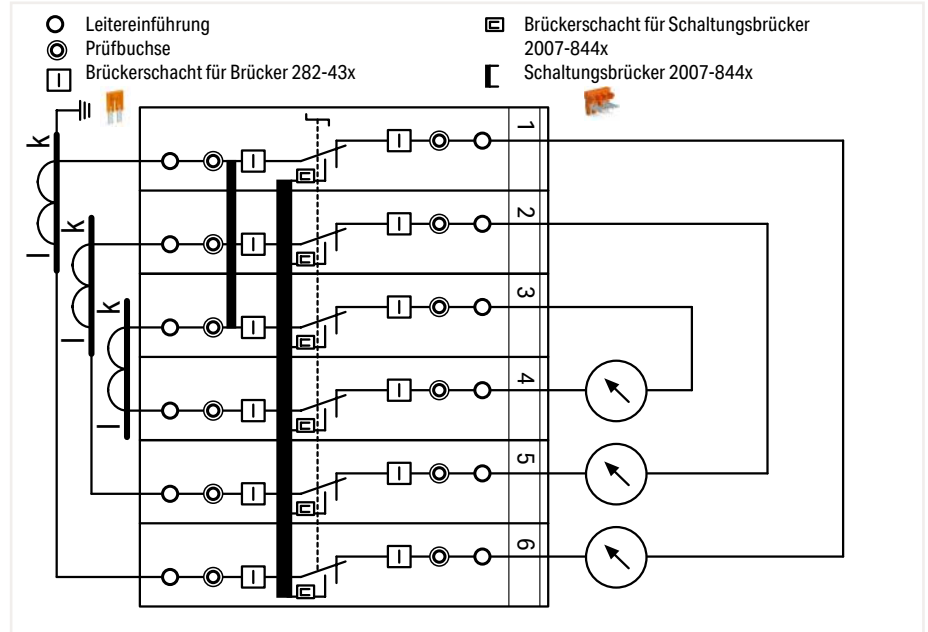 Leitereinführung
Prüfbuchse
Brückerschacht für Brücker 282-43x
Brückerschacht für Schaltungsbrücker
2007-844x
Schaltungsbrücker 2007-844x
k
l
k
l
k
l
1
2
3
4
5
6